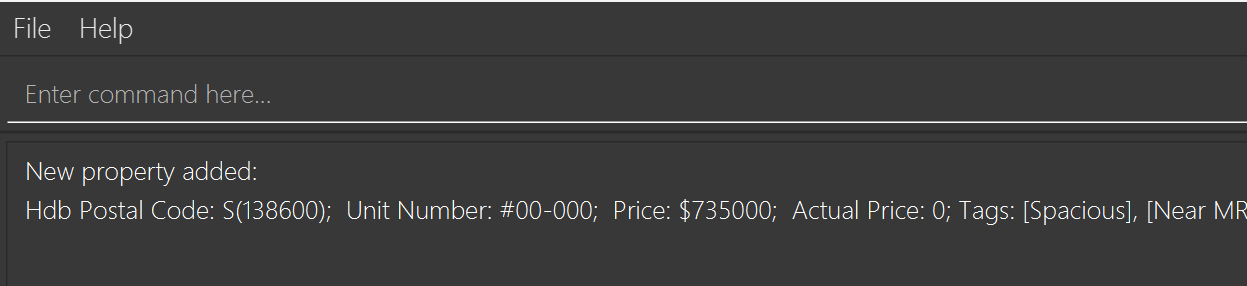 File Help
Enter command here...
New property added:
Hdb Postal Code: S(138600); Unit Number: #00-000; Price: $735000; Actual Price: 0; Tags: [Spacious], [Near MR